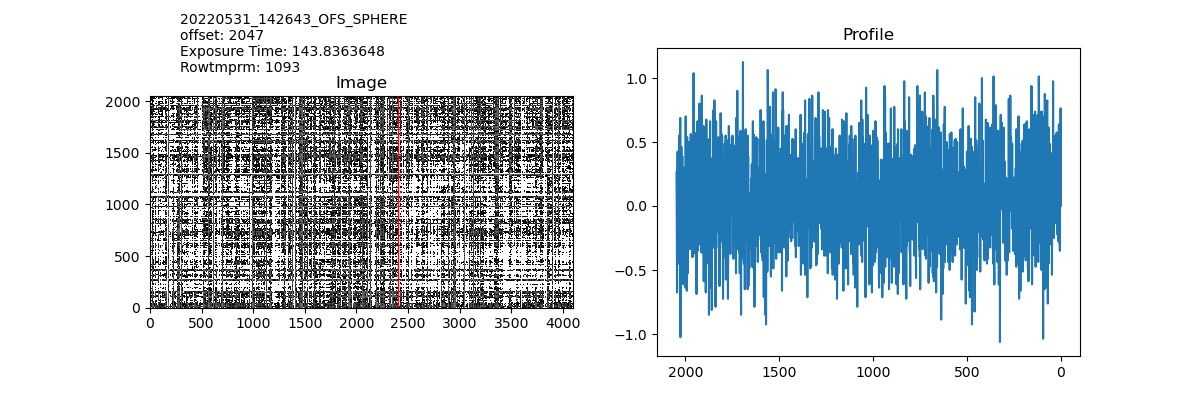 20220531_142643_OFS_SPHERE
offset: 2047
Exposure Time: 143.8363648
Rowtmprm: 1093
Image
2000
1500
1000
500
0
0 500 1000 1500 2000 2500 3000 3500 4000
Profile
1.0
0.5
0.0
−0.5
−1.0
2000 1500 1000 500 0